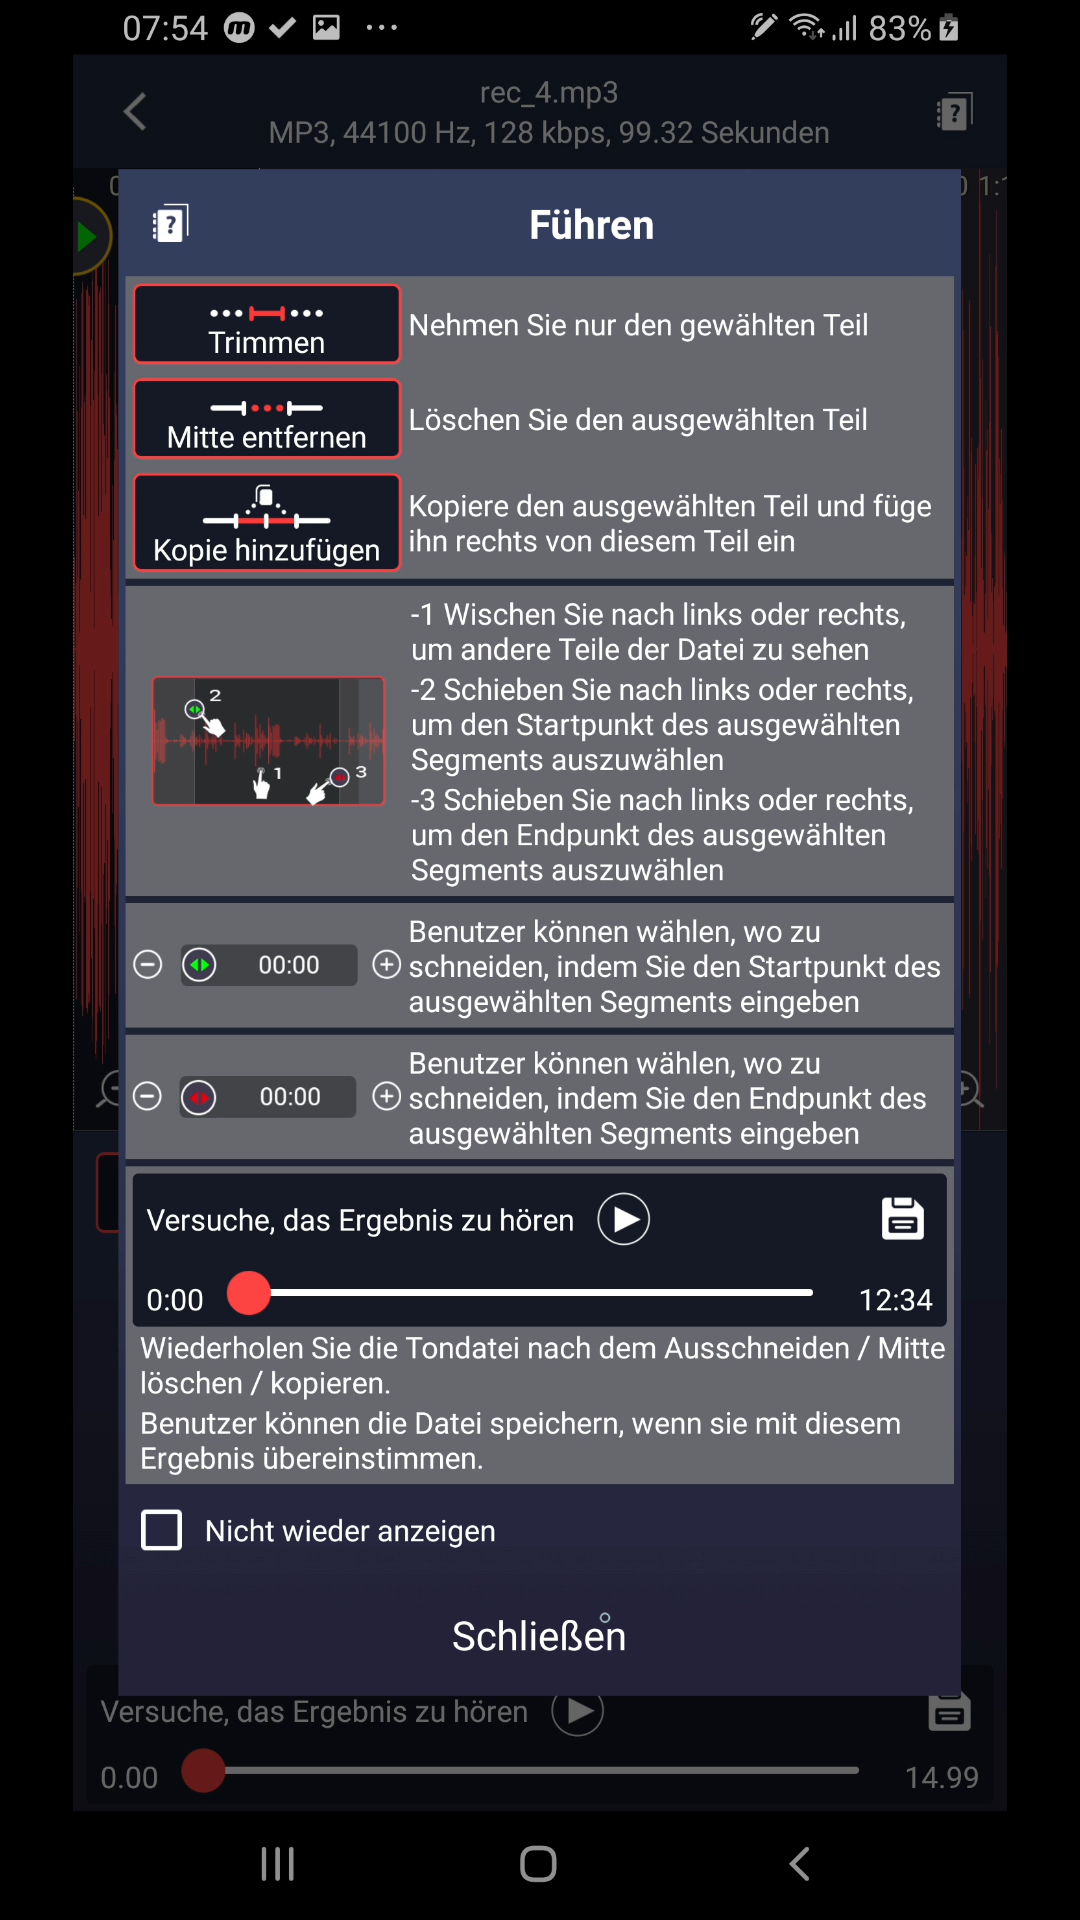 07:54
83%
rec_4.mp3
MP3, 44100 Hz, 128 kbps, 99.32 Sekunden
Führen
Trimmen
Nehmen Sie nur den gewählten Teil
Mitte entfernen
Löschen Sie den ausgewählten Teil
Kopie hinzufügen
Kopiere den ausgewählten Teil und füge
ihn rechts von diesem Teil ein
-1 Wischen Sie nach links oder rechts,
um andere Teile der Datei zu sehen
-2 Schieben Sie nach links oder rechts,
um den Startpunkt des ausgewählten
Segments auszuwählen
-3 Schieben Sie nach links oder rechts,
um den Endpunkt des ausgewählten
Segments auszuwählen
2
1
3
00:00
Benutzer können wählen, wo zu
schneiden, indem Sie den Startpunkt des
ausgewählten Segments eingeben
00:00
Benutzer können wählen, wo zu
schneiden, indem Sie den Endpunkt des
ausgewählten Segments eingeben
Versuche, das Ergebnis zu hören
0:00
12:34
Wiederholen Sie die Tondatei nach dem Ausschneiden / Mitte
löschen / kopieren.
Benutzer können die Datei speichern, wenn sie mit diesem
Ergebnis übereinstimmen.
Nicht wieder anzeigen
Schließen
Versuche, das Ergebnis zu hören
0.00
14.99